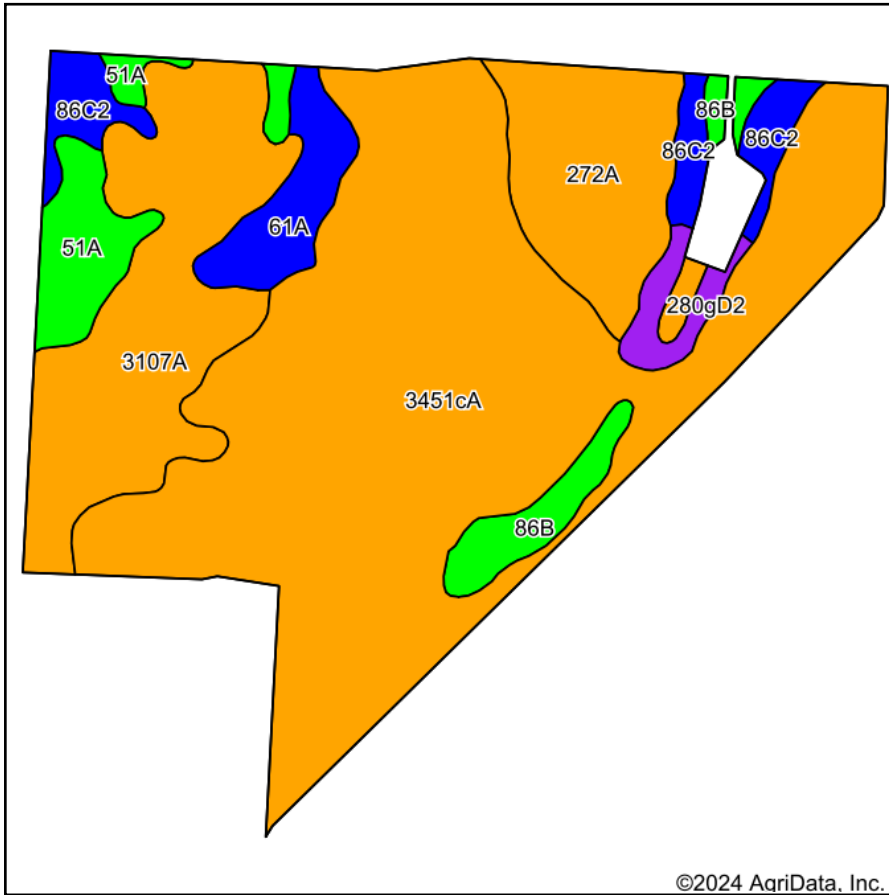 51A
86C2
86B
86C2
86C2
272A
61A
51A
280gD2
3107A
3451cA
86B
©2024 AgriData, Inc.